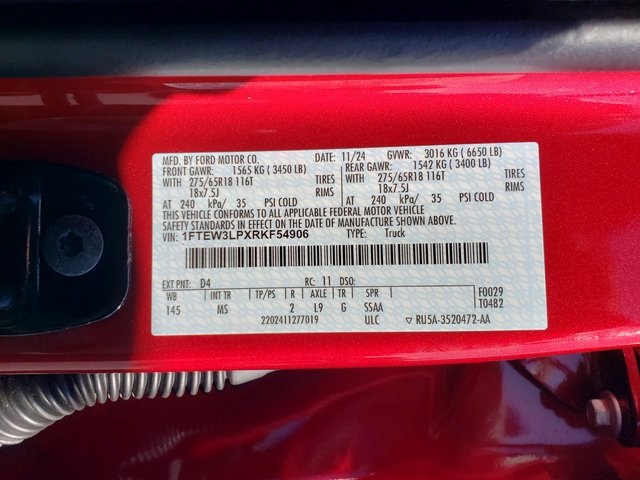 MFD. BY FORD MOTOR CO. DATE: 11/24 GVWR: 3016 KG ( 6650 LB)
FRONT GAWR: 1565 KG ( 3450 LB) REAR GAWR: 1542 KG ( 3400 LB)
WITH 275/65R18 116T TIRES WITH 275/65R18 116T TIRES
18x7.5J RIMS 18x7.5J RIMS
AT 240 kPa/ 35 PSI COLD AT 240 kPa/ 35 PSI COLD
THIS VEHICLE CONFORMS TO ALL APPLICABLE FEDERAL MOTOR VEHICLE
SAFETY STANDARDS IN EFFECT ON THE DATE OF MANUFACTURE SHOWN ABOVE.
VIN: 1FTEW3LPXRKF54906 TYPE: Truck
EXT PNT: D4 RC: 11 DSO:
WB INT TR TP/PS R AXLE TR SPR F0029
145 MS 2 L9 G SSAA T0482
2202411277019 ULC ▽ RU5A-3520472-AA